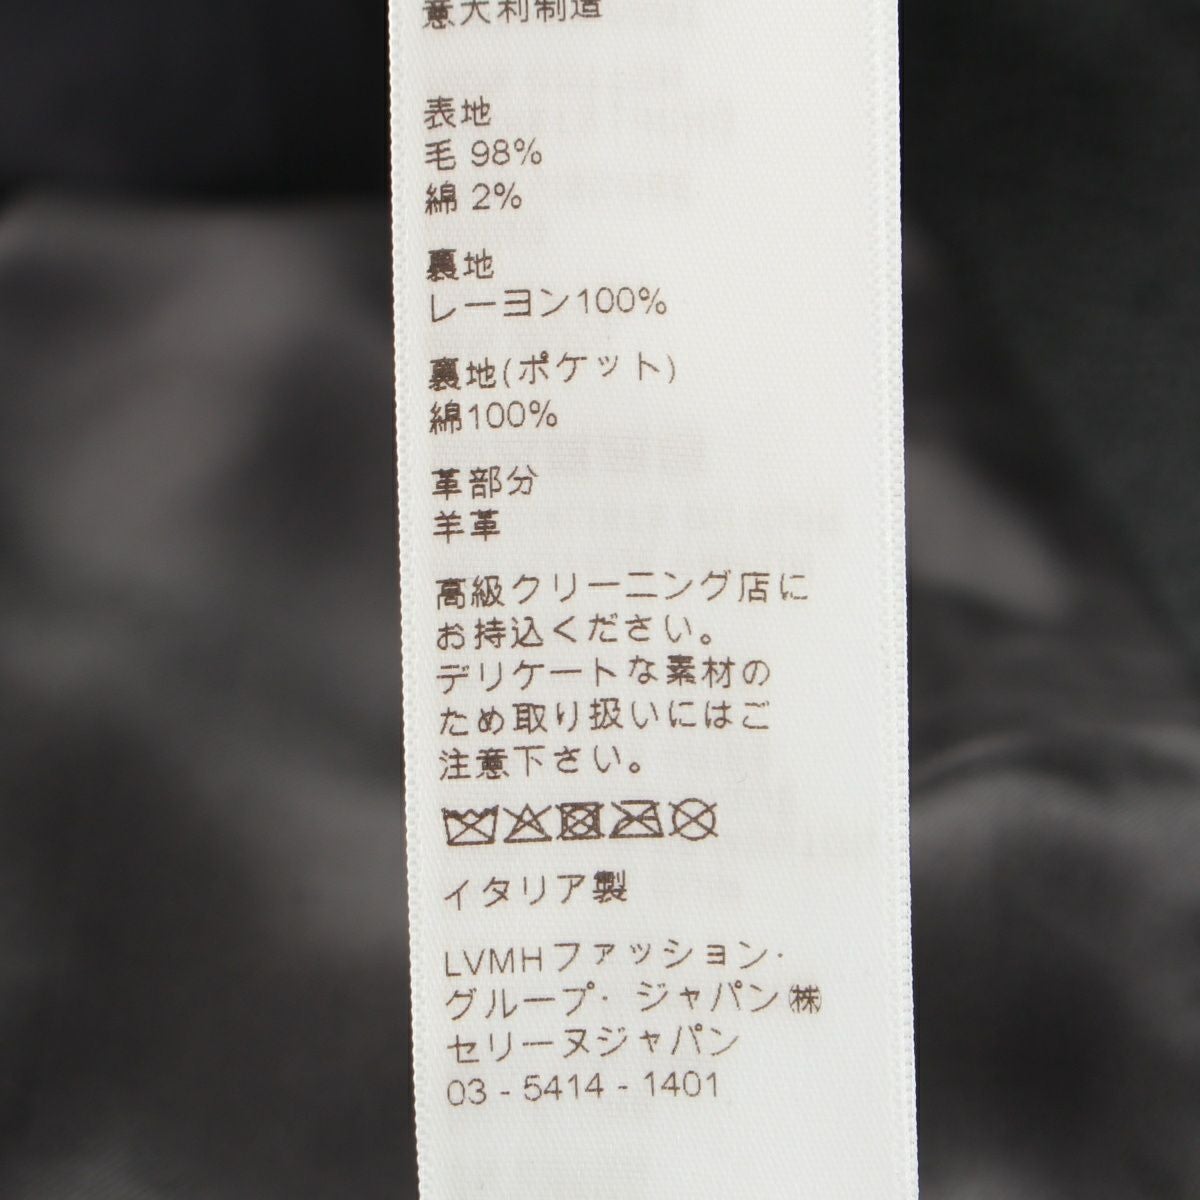 意大利制造
表地
毛 98%
綿 2%
裏地
レーヨン100%
裏地(ポケット)
綿100%
革部分
羊革
高級クリーニング店に
お持込ください。
デリケートな素材の
ため取り扱いにはご
注意下さい。
イタリア製
LVMHファッション・
グループ・ジャパン㈱
セリーヌジャパン
03 - 5414 - 1401